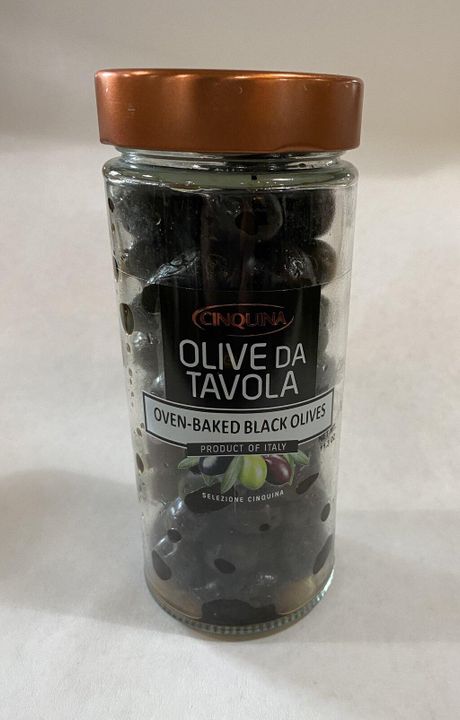 CINQUINA
OLIVE DA
TAVOLA
OVEN-BAKED BLACK OLIVES
PRODUCT OF ITALY
SELEZIONE CINQUINA